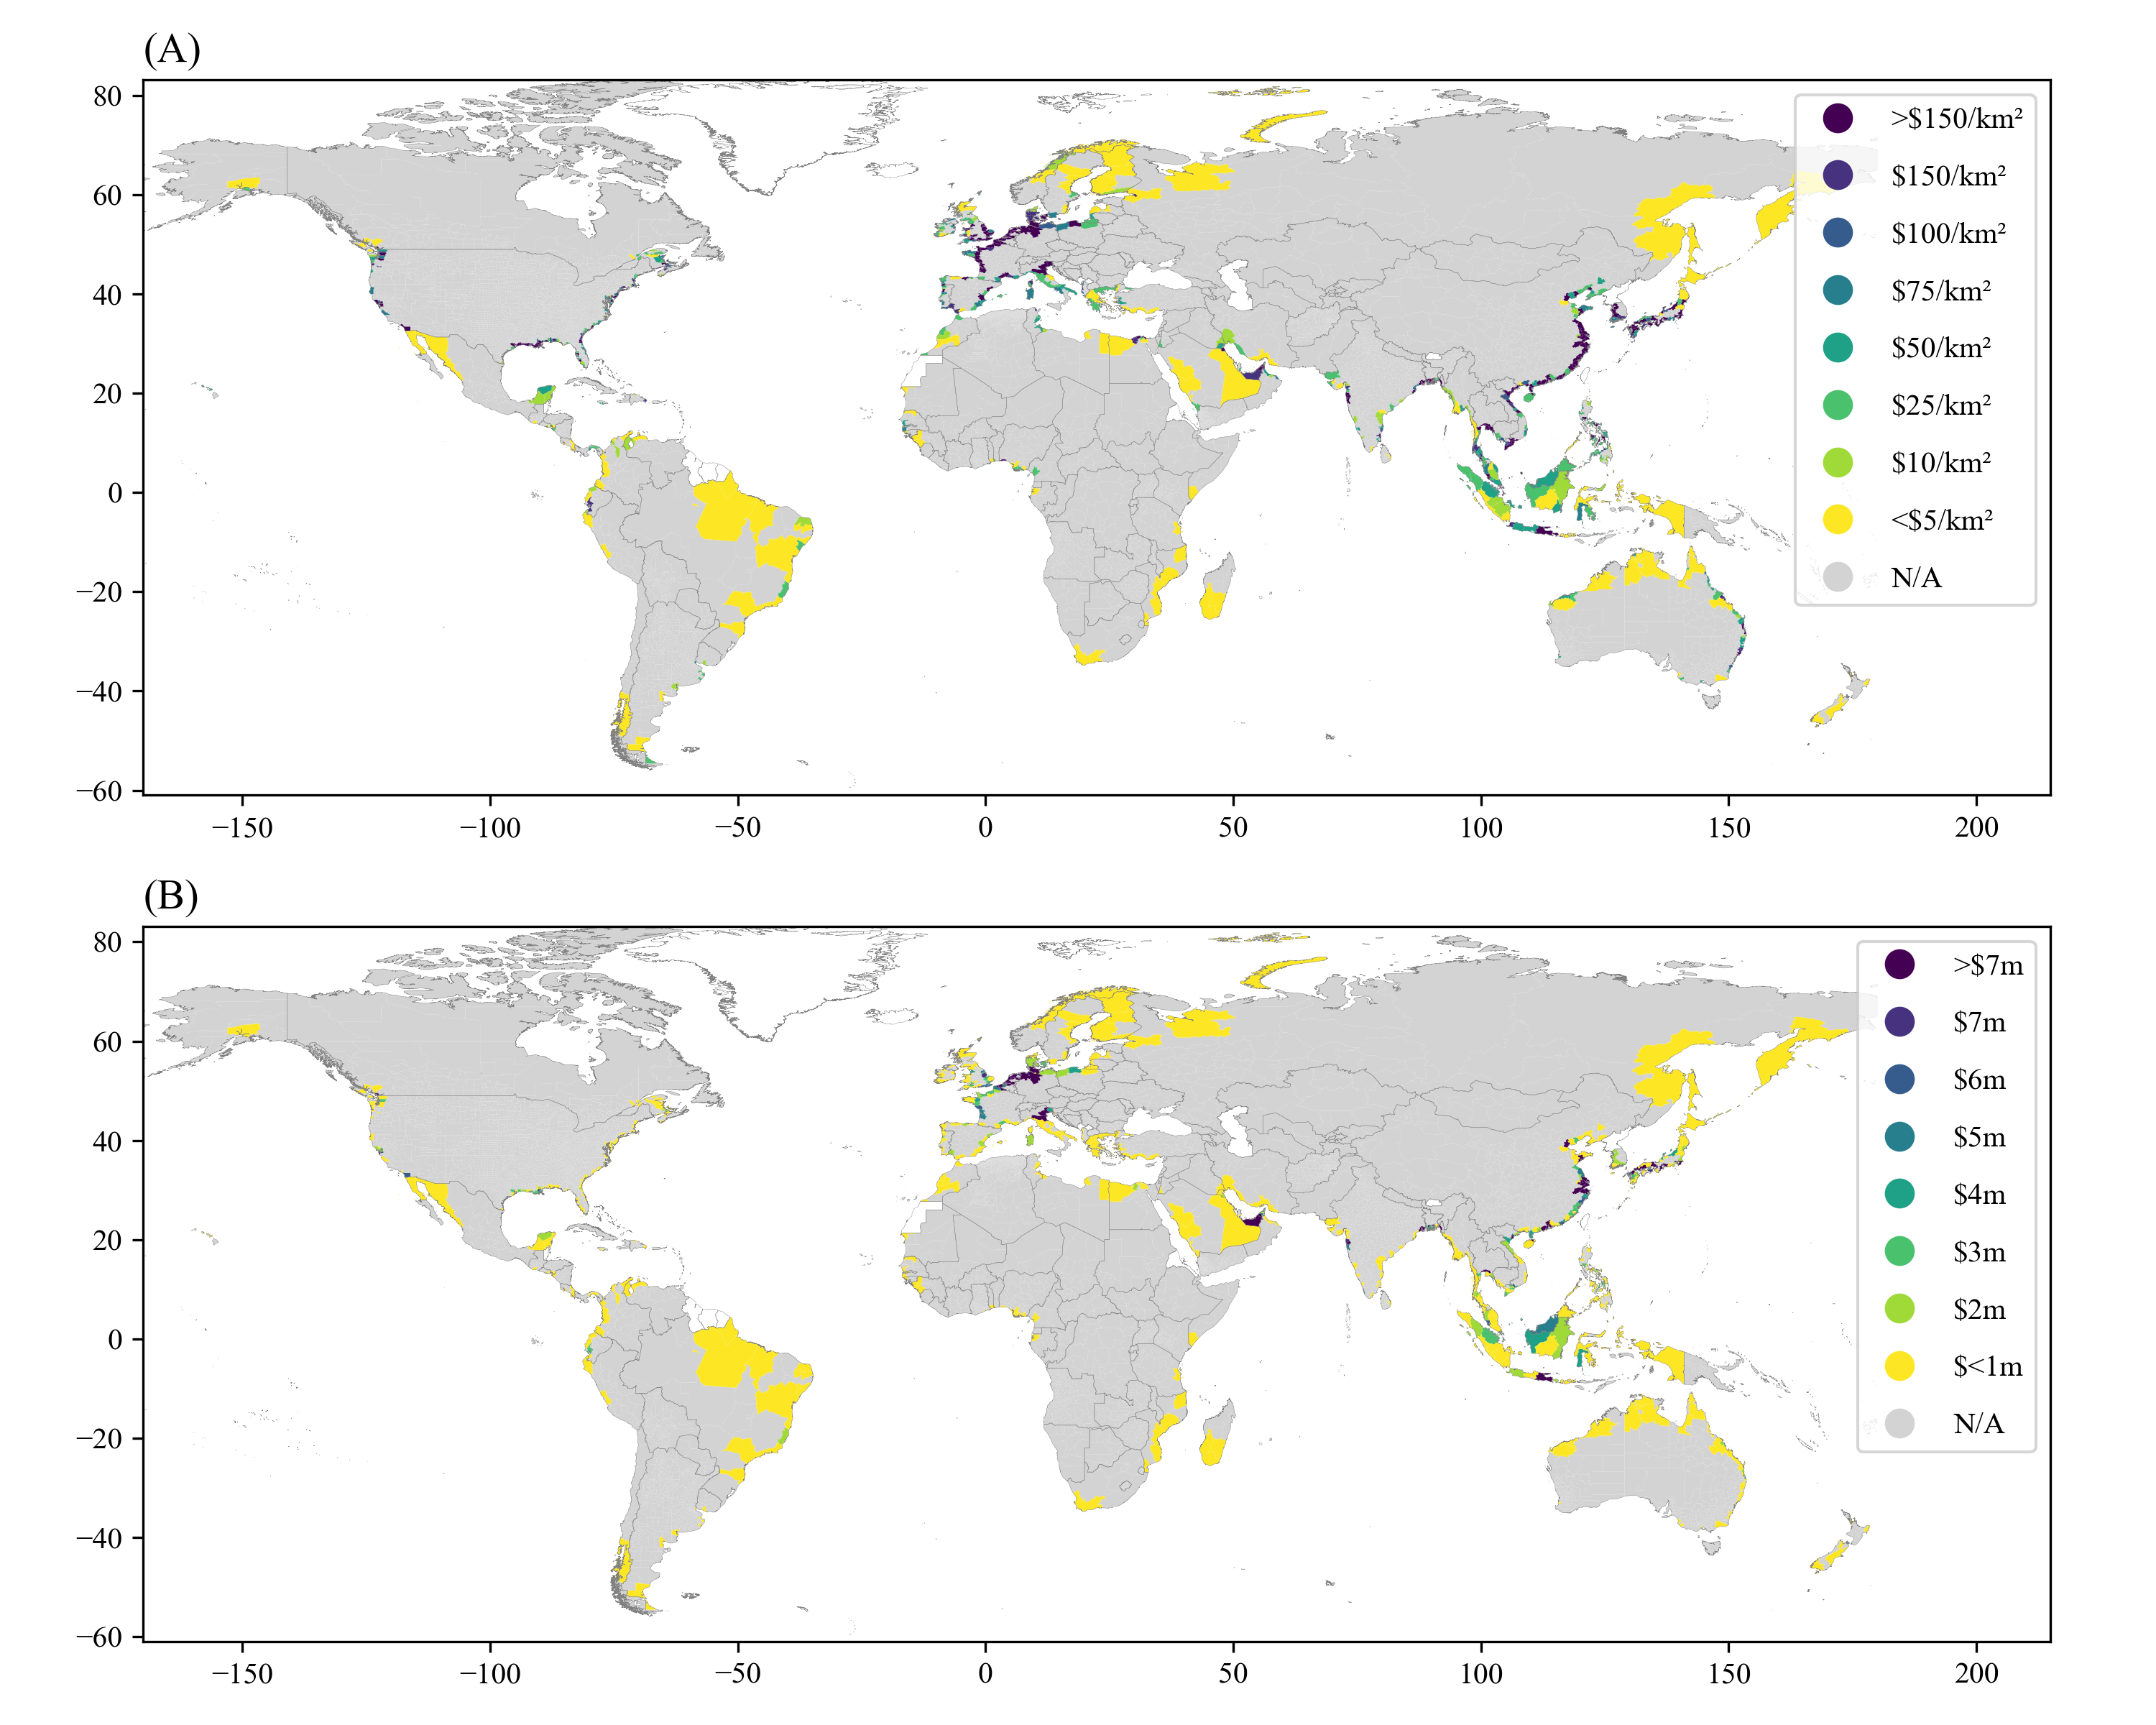 (A)
80
60
40
20
0
−20
−40
−60
−150 −100 −50 0 50 100 150 200
>$150/km²
$150/km²
$100/km²
$75/km²
$50/km²
$25/km²
$10/km²
<$5/km²
N/A
(B)
80
60
40
20
0
−20
−40
−60
−150 −100 −50 0 50 100 150 200
>$7m
$7m
$6m
$5m
$4m
$3m
$2m
$<1m
N/A